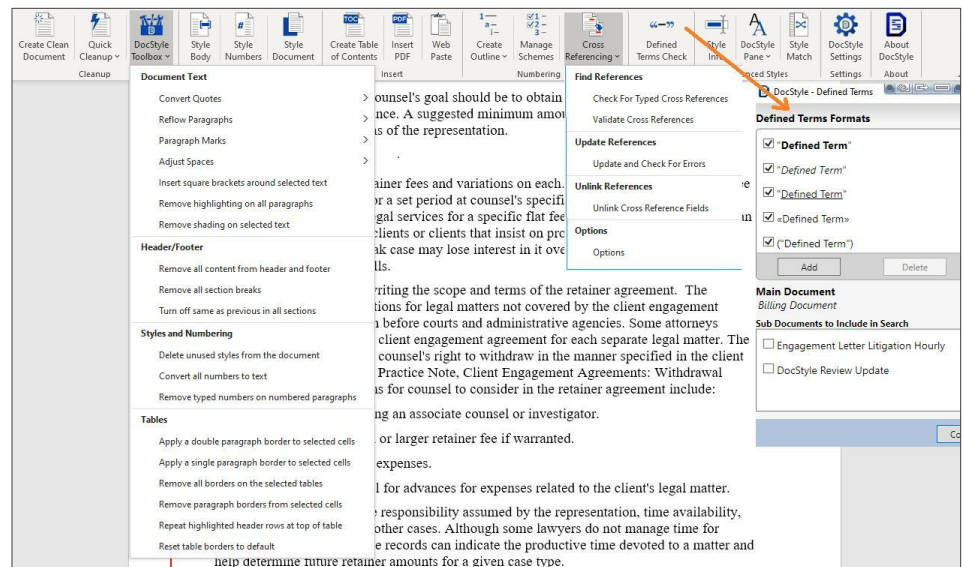 Create Clean Document
Quick Cleanup
DocStyle Toolbox
Style Body
Style Numbers
Style Document
TOC
Create Table of Contents
PDF
Insert PDF
Web Paste
Create Outline
Manage Schemes
Cross Referencing
Defined Terms Check
Style
DocStyle Pane
Style Match
DocStyle Settings
About DocStyle
Cleanup
Insert
Numbering
Styles
Settings
About
Document Text
Convert Quotes
Reflow Paragraphs
Paragraph Marks
Adjust Spaces
Insert square brackets around selected text
Remove highlighting on all paragraphs
Remove shading on selected text
Header/Footer
Remove all content from header and footer
Remove all section breaks
Turn off same as previous in all sections
Styles and Numbering
Delete unused styles from the document
Convert all numbers to text
Remove typed numbers on numbered paragraphs
Tables
Apply a double paragraph border to selected cells
Apply a single paragraph border to selected cells
Remove all borders on the selected tables
Remove paragraph borders from selected cells
Repeat highlighted header rows at top of table
Reset table borders to default
Find References
Check For Typed Cross References
Validate Cross References
Update References
Update and Check For Errors
Unlink References
Unlink Cross Reference Fields
Options
Options
DocStyle - Defined Terms
Defined Terms Formats
"Defined Term"
"Defined Term"
"Defined Term"
«Defined Term»
("Defined Term")
Add
Delete
Main Document
Billing Document
Sub Documents to Include in Search
Engagement Letter Litigation Hourly
DocStyle Review Update
counsel's goal should be to obtain
A suggested minimum
s of the representation.
ainer fees and variations on each.
or a set period at counsel's
egal services for a specific flat fee
clients or clients that insist on
ak case may lose interest in it
lls.
writing the scope and terms of the retainer agreement. The
tions for legal matters not covered by the client engagement
before courts and administrative agencies. Some attorneys
client engagement agreement for each separate legal matter. The
counsel's right to withdraw in the manner specified in the client
Practice Note, Client Engagement Agreements: Withdrawal
ns for counsel to consider in the retainer agreement include:
ng an associate counsel or investigator.
or larger retainer fee if warranted.
expenses.
l for advances for expenses related to the client's legal matter.
responsibility assumed by the representation, time availability,
other cases. Although some lawyers do not manage time for
e records can indicate the productive time devoted to a matter and
help determine future retainer amounts for a given case type.